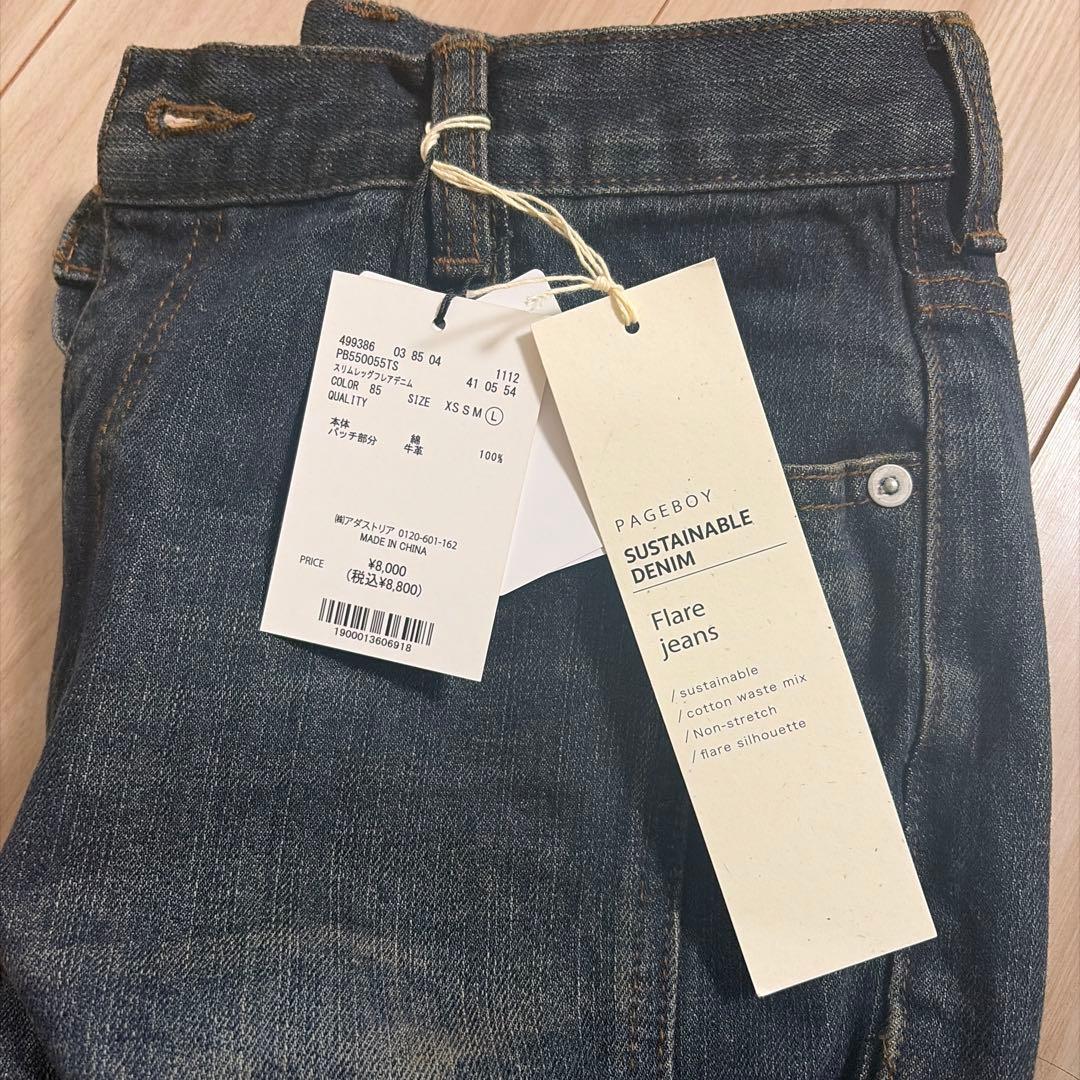 499386 03 85 04
PB550055TS 1112
スリムレッグフレアデニム 41 05 54
COLOR 85 SIZE XS S M L
QUALITY
本体 綿 100%
パッチ部分 牛革
㈱アダストリア 0120-601-162
MADE IN CHINA
PRICE ¥8,000
(税込¥8,800)
1900013606918
PAGEBOY
SUSTAINABLE
DENIM
Flare
jeans
/sustainable
/cotton waste mix
/Non-stretch
/flare silhouette